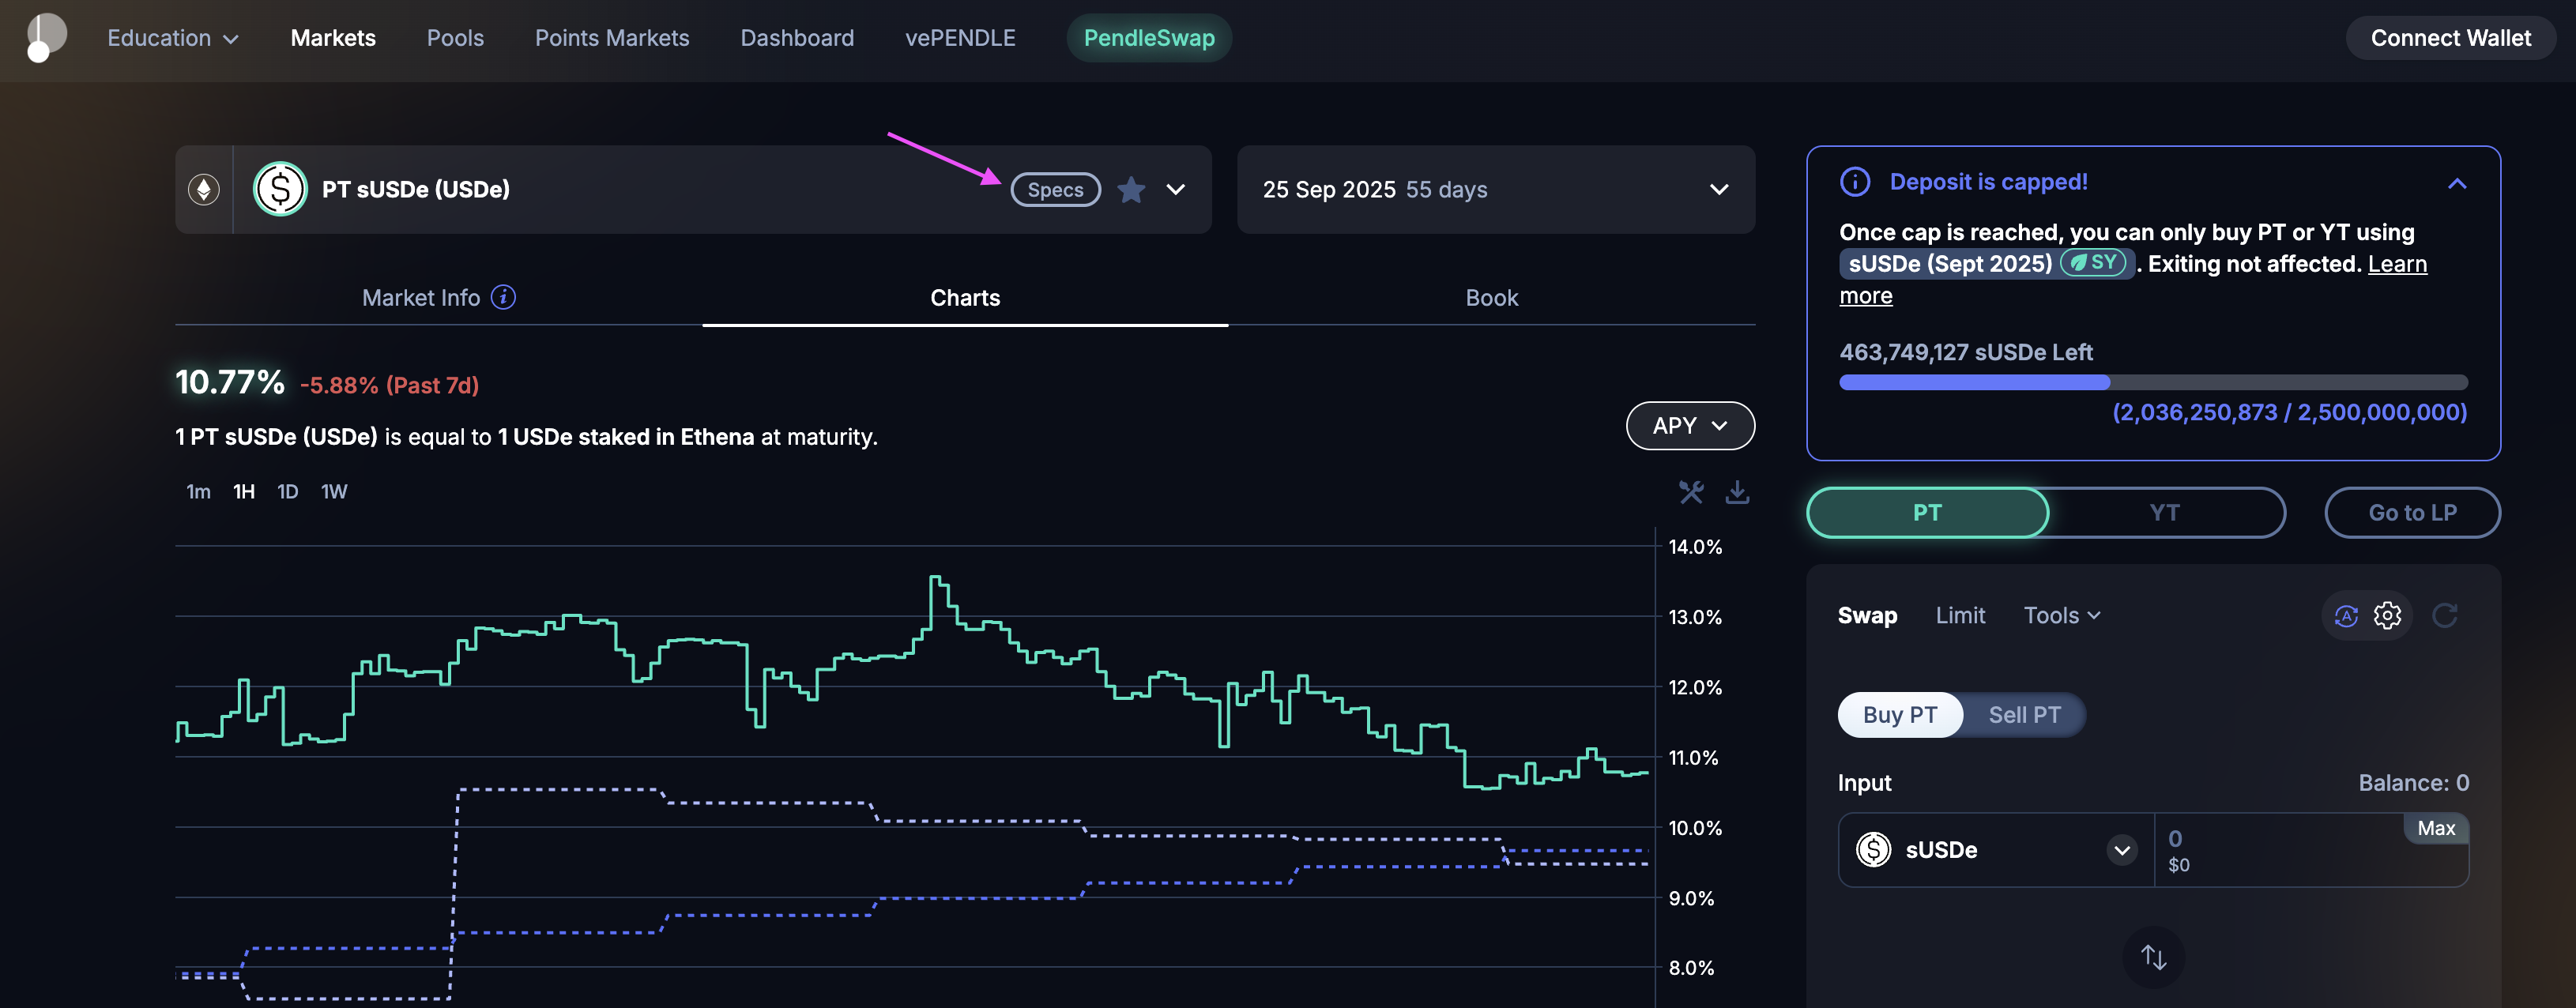 Education
Markets
Pools
Points Markets
Dashboard
vePENDLE
PendleSwap
Connect Wallet
PT sUSDe (USDe)
Specs
25 Sep 2025 55 days
Deposit is capped!
Once cap is reached, you can only buy PT or YT using
sUSDe (Sept 2025) SY . Exiting not affected. Learn
more
463,749,127 sUSDe Left
(2,036,250,873 / 2,500,000,000)
Market Info
Charts
Book
10.77% -5.88% (Past 7d)
1 PT sUSDe (USDe) is equal to 1 USDe staked in Ethena at maturity.
APY
1m 1H 1D 1W
14.0%
13.0%
12.0%
11.0%
10.0%
9.0%
8.0%
PT
YT
Go to LP
Swap
Limit
Tools
A
Buy PT
Sell PT
Input
Balance: 0
sUSDe
0
$0
Max